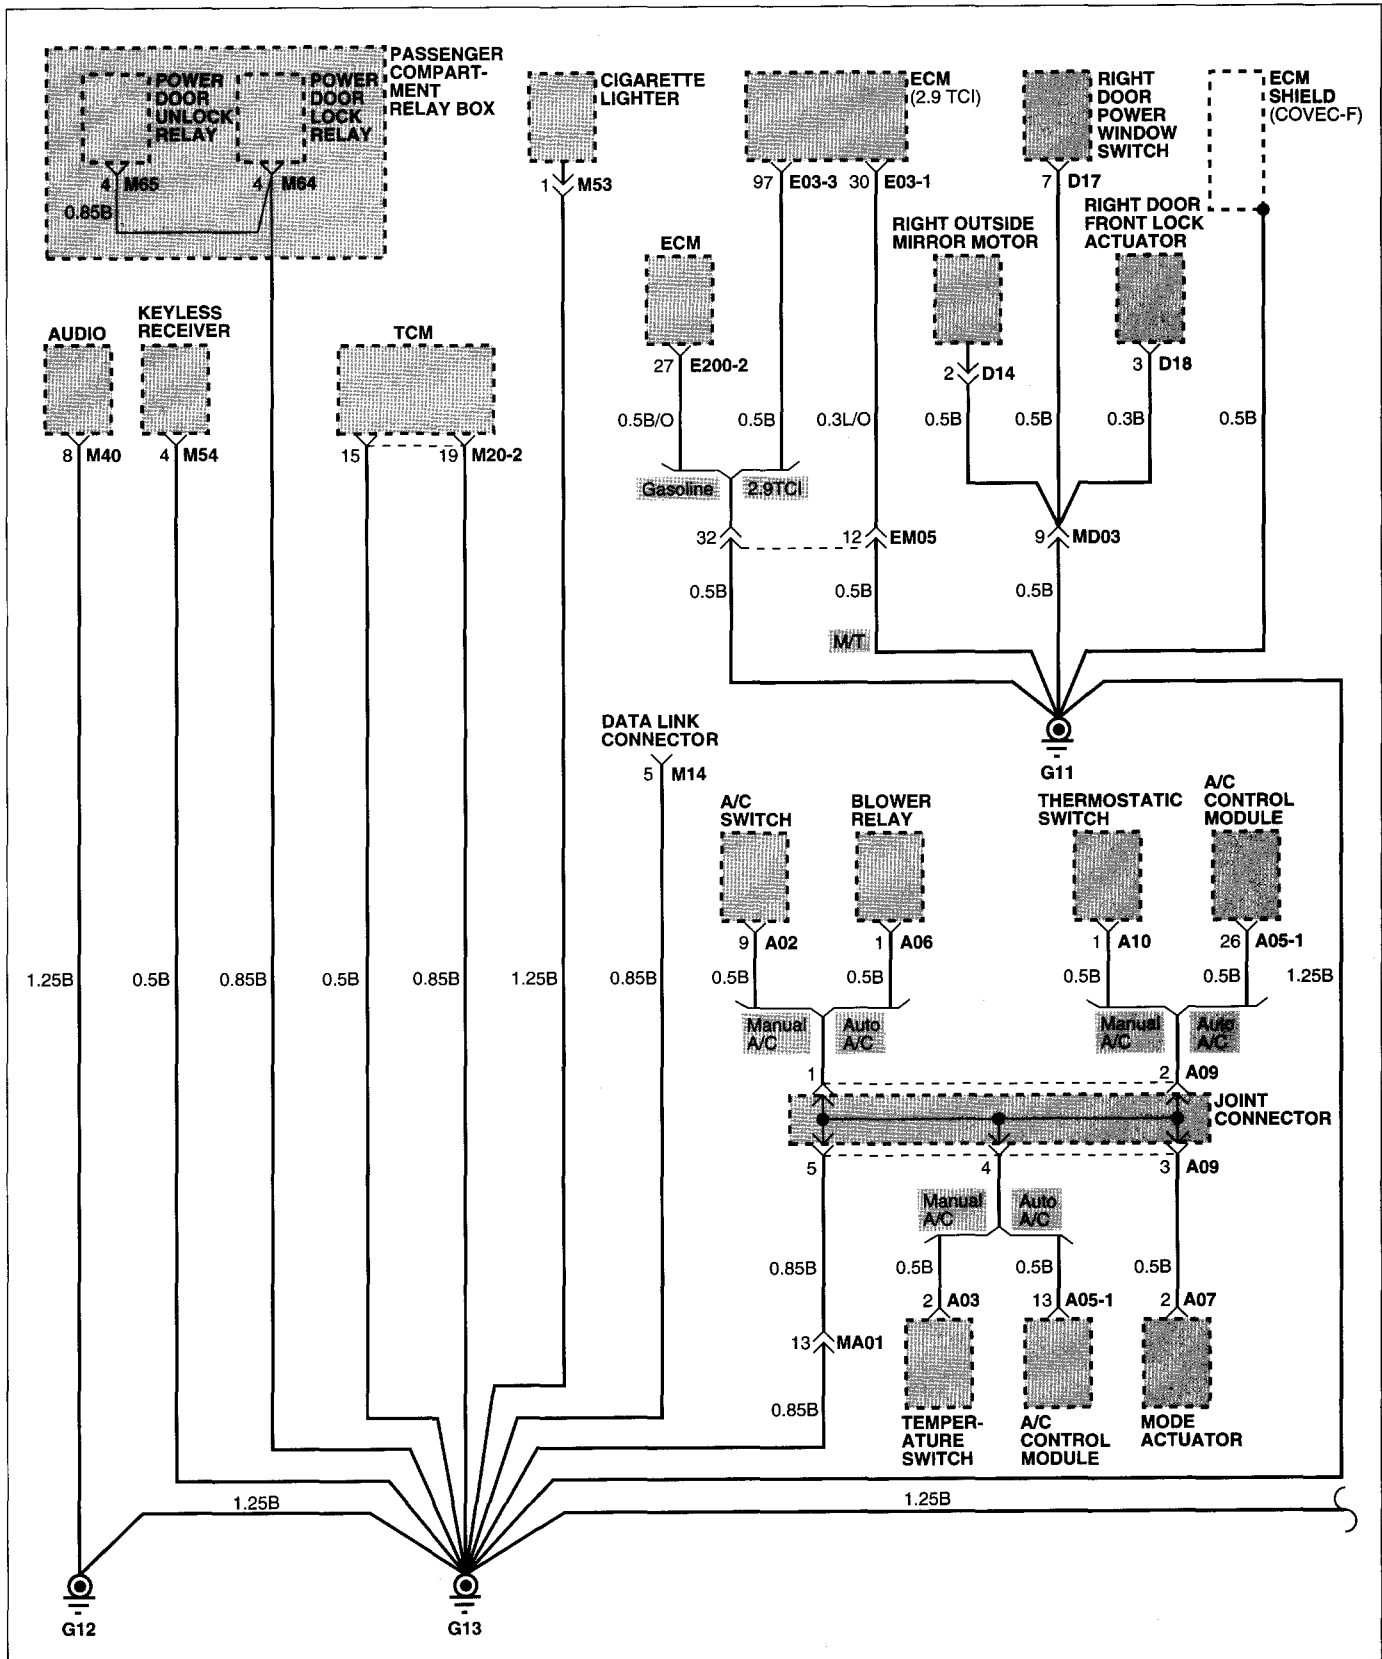 PASSENGER
COMPART-
MENT
RELAY BOX
POWER
DOOR
UNLOCK
RELAY
POWER
DOOR
LOCK
RELAY
4 M65
4 M64
0.85B
CIGARETTE
LIGHTER
1 M53
ECM
(2.9 TCI)
97 E03-3 30 E03-1
RIGHT
DOOR
POWER
WINDOW
SWITCH
7 D17
ECM
SHIELD
(COVEC-F)
RIGHT OUTSIDE
MIRROR MOTOR
RIGHT DOOR
FRONT LOCK
ACTUATOR
ECM
27 E200-2
2 D14
3 D18
AUDIO
KEYLESS
RECEIVER
TCM
8 M40
4 M54
15 19 M20-2
0.5B/O 0.5B 0.3L/O 0.5B 0.5B 0.3B 0.5B
Gasoline 2.9TCI
32 12 EM05 9 MD03
0.5B 0.5B 0.5B
M/T
G11
DATA LINK
CONNECTOR
5 M14
A/C
SWITCH
BLOWER
RELAY
THERMOSTATIC
SWITCH
A/C
CONTROL
MODULE
9 A02 1 A06 1 A10 26 A05-1
1.25B 0.5B 0.85B 0.5B 0.85B 1.25B 0.85B 0.5B 0.5B 0.5B 0.5B 1.25B
Manual
A/C
Auto
A/C
Manual
A/C
Auto
A/C
1 2 A09
JOINT
CONNECTOR
5 4 3 A09
Manual
A/C
Auto
A/C
0.85B 0.5B 0.5B 0.5B
2 A03 13 A05-1 2 A07
13 MA01
0.85B
TEMPER-
ATURE
SWITCH
A/C
CONTROL
MODULE
MODE
ACTUATOR
1.25B 1.25B
G12 G13